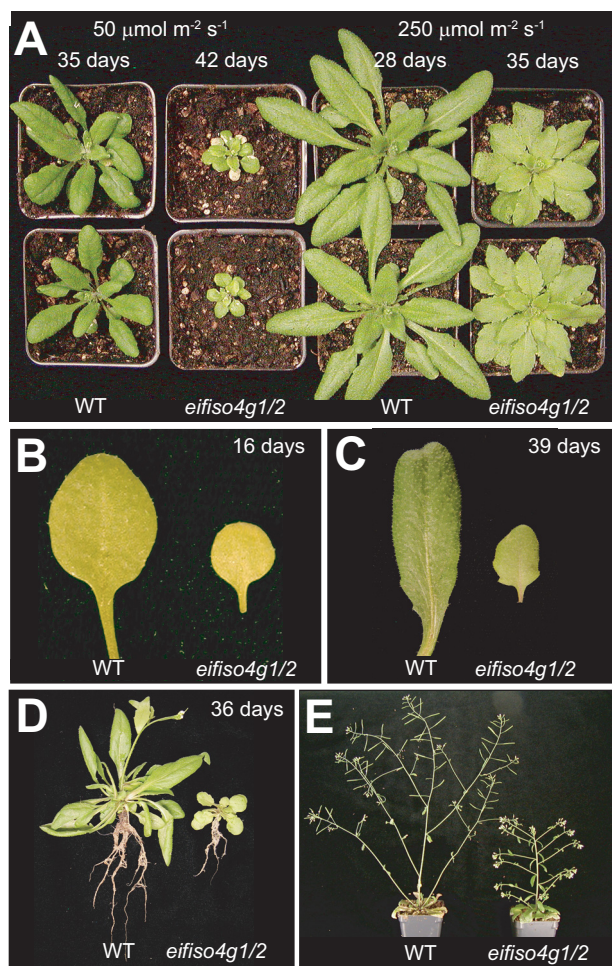 A
50 μmol m⁻² s⁻¹ 250 μmol m⁻² s⁻¹
35 days 42 days 28 days 35 days
WT eifiso4g1/2 WT eifiso4g1/2
B 16 days
WT eifiso4g1/2
C 39 days
WT eifiso4g1/2
D 36 days
WT eifiso4g1/2
E
WT eifiso4g1/2